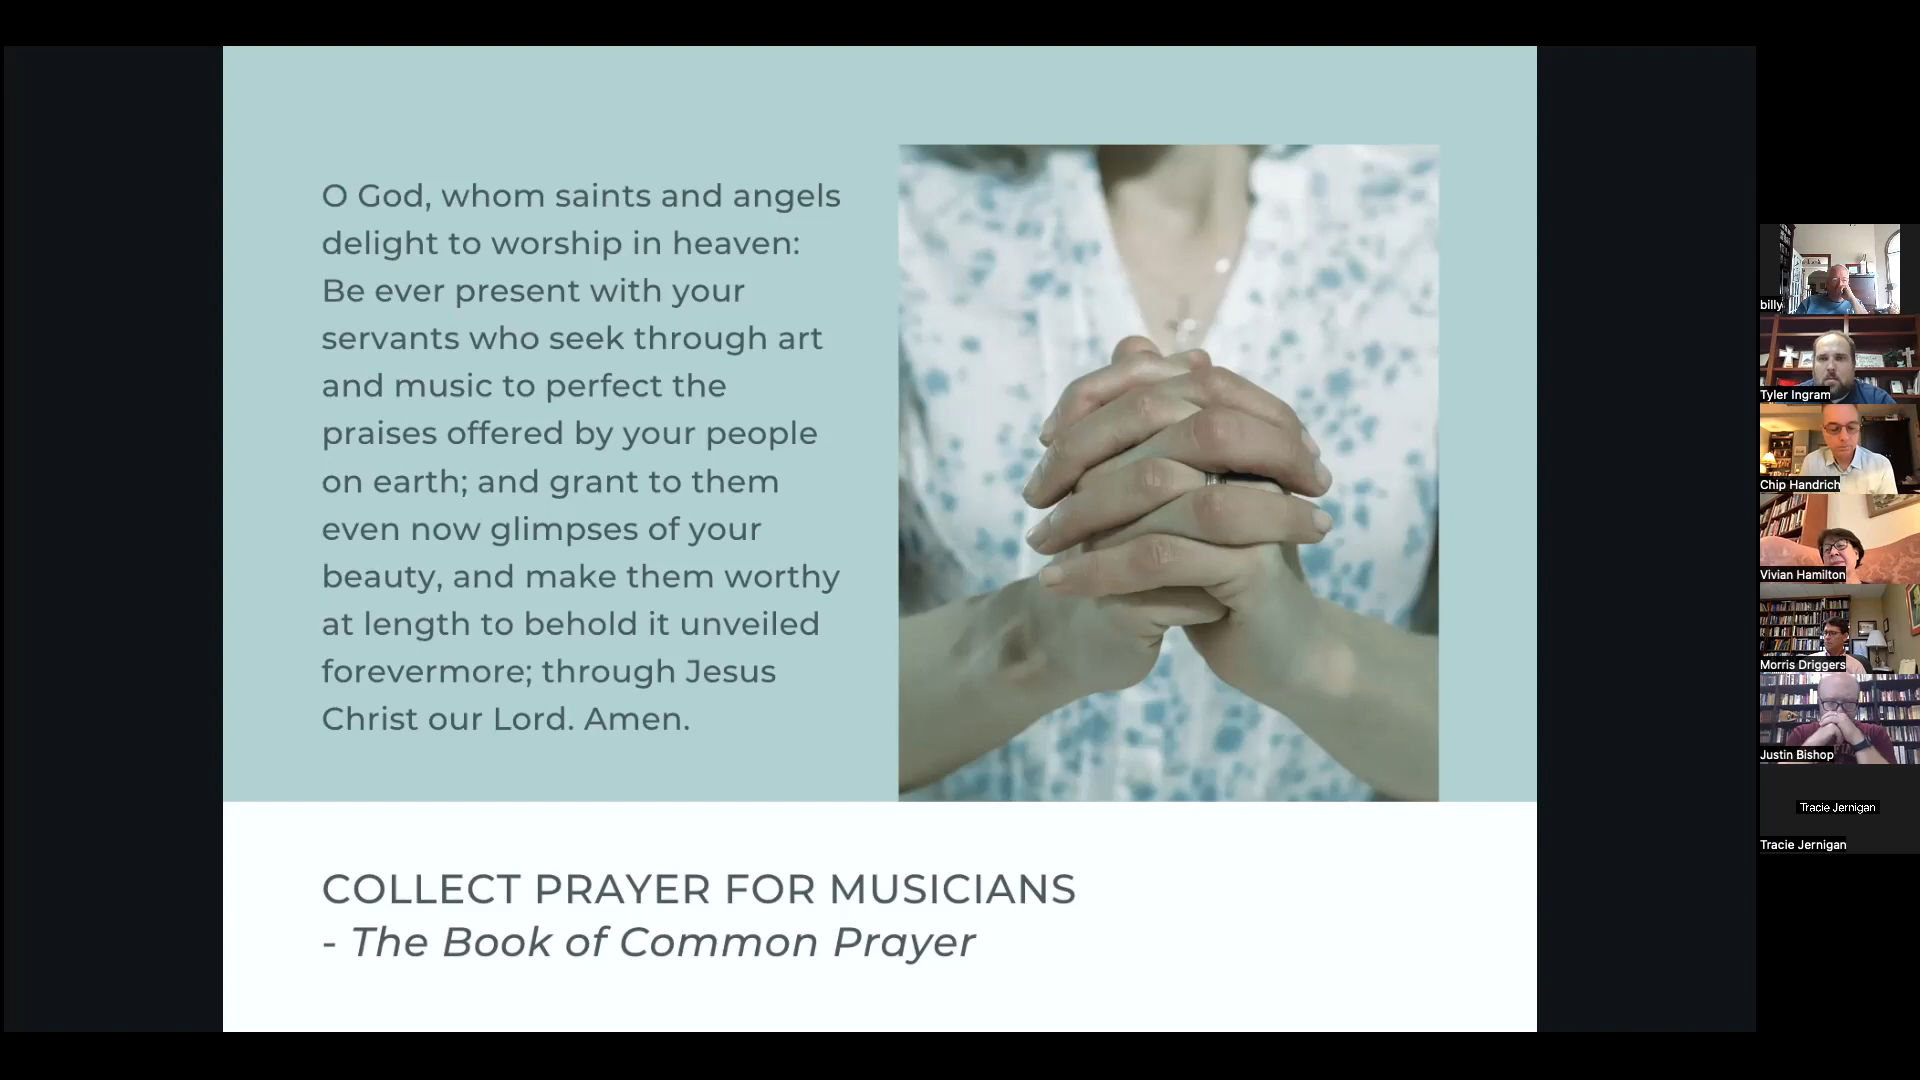 O God, whom saints and angels
delight to worship in heaven:
Be ever present with your
servants who seek through art
and music to perfect the
praises offered by your people
on earth; and grant to them
even now glimpses of your
beauty, and make them worthy
at length to behold it unveiled
forevermore; through Jesus
Christ our Lord. Amen.
COLLECT PRAYER FOR MUSICIANS
- The Book of Common Prayer
billy
Tyler Ingram
Chip Handrich
Vivian Hamilton
Morris Driggers
Justin Bishop
Tracie Jernigan
Tracie Jernigan